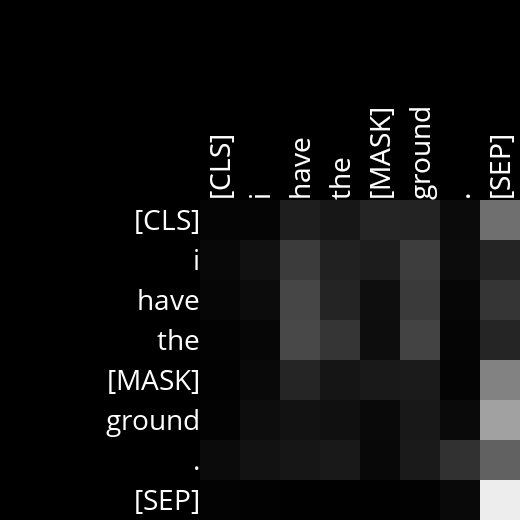 [CLS] i have the [MASK] ground . [SEP]
[CLS]
i
have
the
[MASK]
ground
.
[SEP]